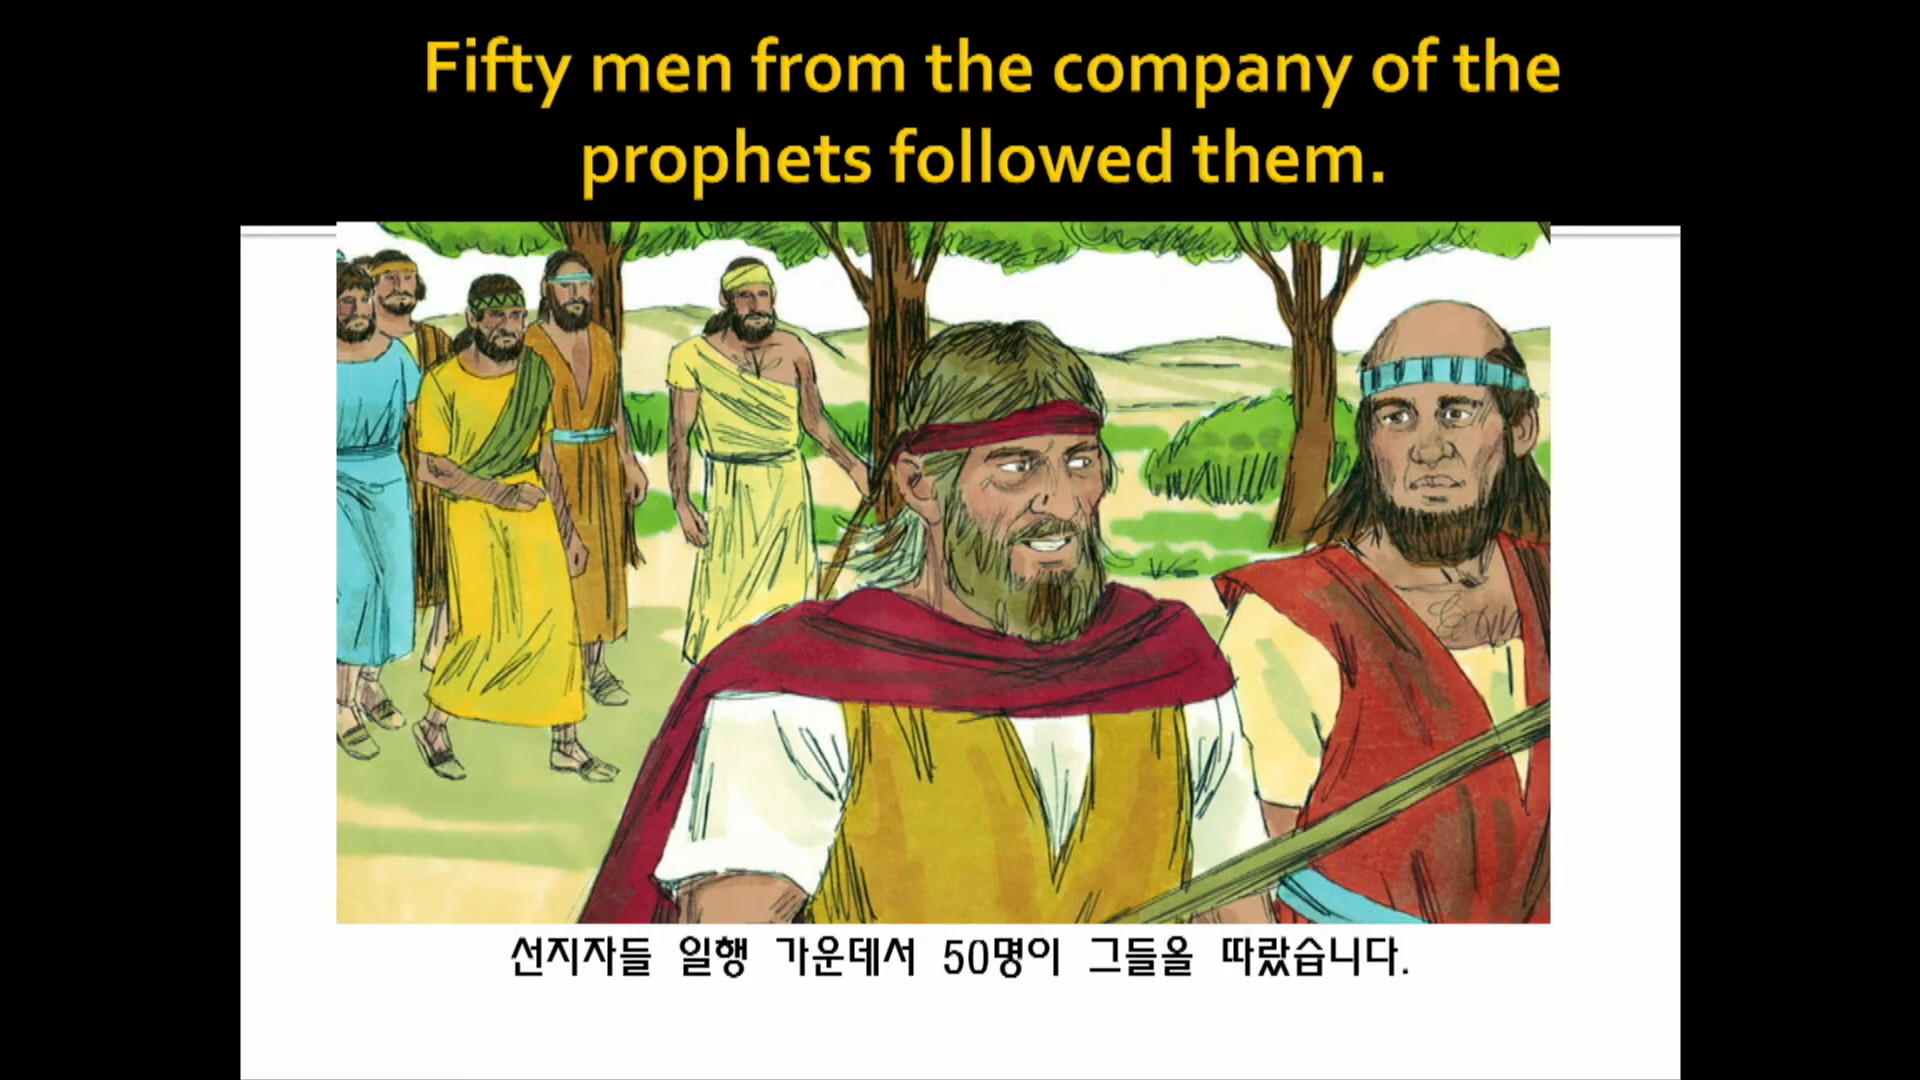 Fifty men from the company of the
prophets followed them.
선지자들 일행 가운데서 50명이 그들을 따랐습니다.